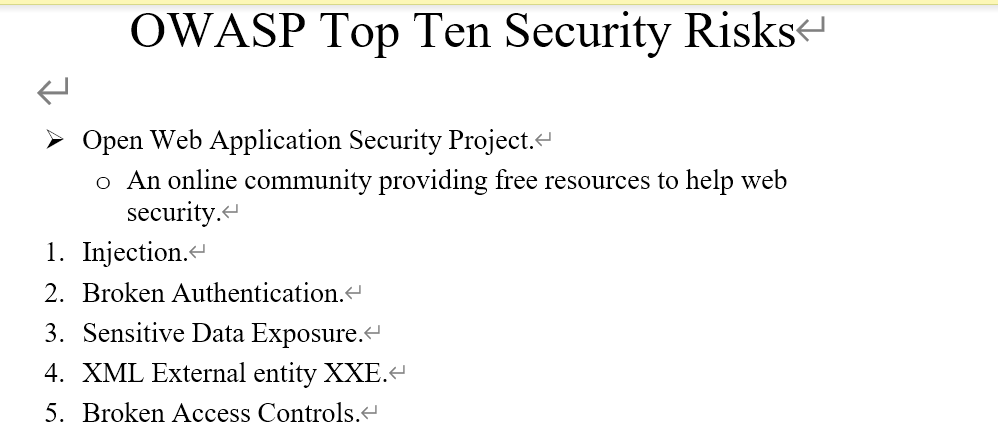 OWASP Top Ten Security Risks
Open Web Application Security Project.
o An online community providing free resources to help web
security.
1. Injection.
2. Broken Authentication.
3. Sensitive Data Exposure.
4. XML External entity XXE.
5. Broken Access Controls.